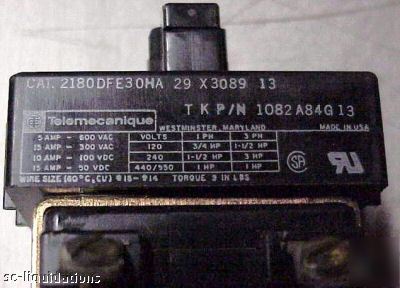 CAT. 2180DFE30HA 29 X3089 13
TK P/N 1082A84G13
Telemecanique
WESTMINSTER, MARYLAND MADE IN USA
5 AMP - 600 VAC VOLTS 1 PH 3 PH
15 AMP - 300 VAC 120 3/4 HP 1-1/2 HP
10 AMP - 100 VDC 240 1-1/2 HP 3 HP
15 AMP - 50 VDC 440/550 1 HP 1 HP
WIRE SIZE (60°C,CU) #18-#14 TORQUE 9 IN LBS
SA
sc-liquidations